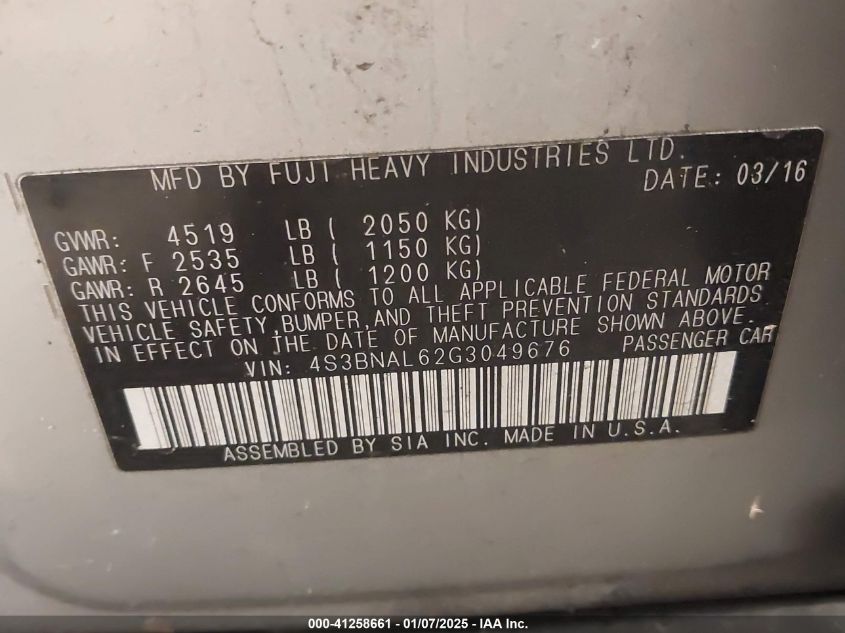 MFD BY FUJI HEAVY INDUSTRIES LTD.
DATE: 03/16
GVWR: 4519 LB ( 2050 KG)
GAWR: F 2535 LB ( 1150 KG)
GAWR: R 2645 LB ( 1200 KG)
THIS VEHICLE CONFORMS TO ALL APPLICABLE FEDERAL MOTOR
VEHICLE SAFETY,BUMPER,AND THEFT PREVENTION STANDARDS
IN EFFECT ON THE DATE OF MANUFACTURE SHOWN ABOVE.
VIN: 4S3BNAL62G3049676 PASSENGER CAR
ASSEMBLED BY SIA INC. MADE IN U.S.A.
000-41258661 - 01/07/2025 - IAA Inc.